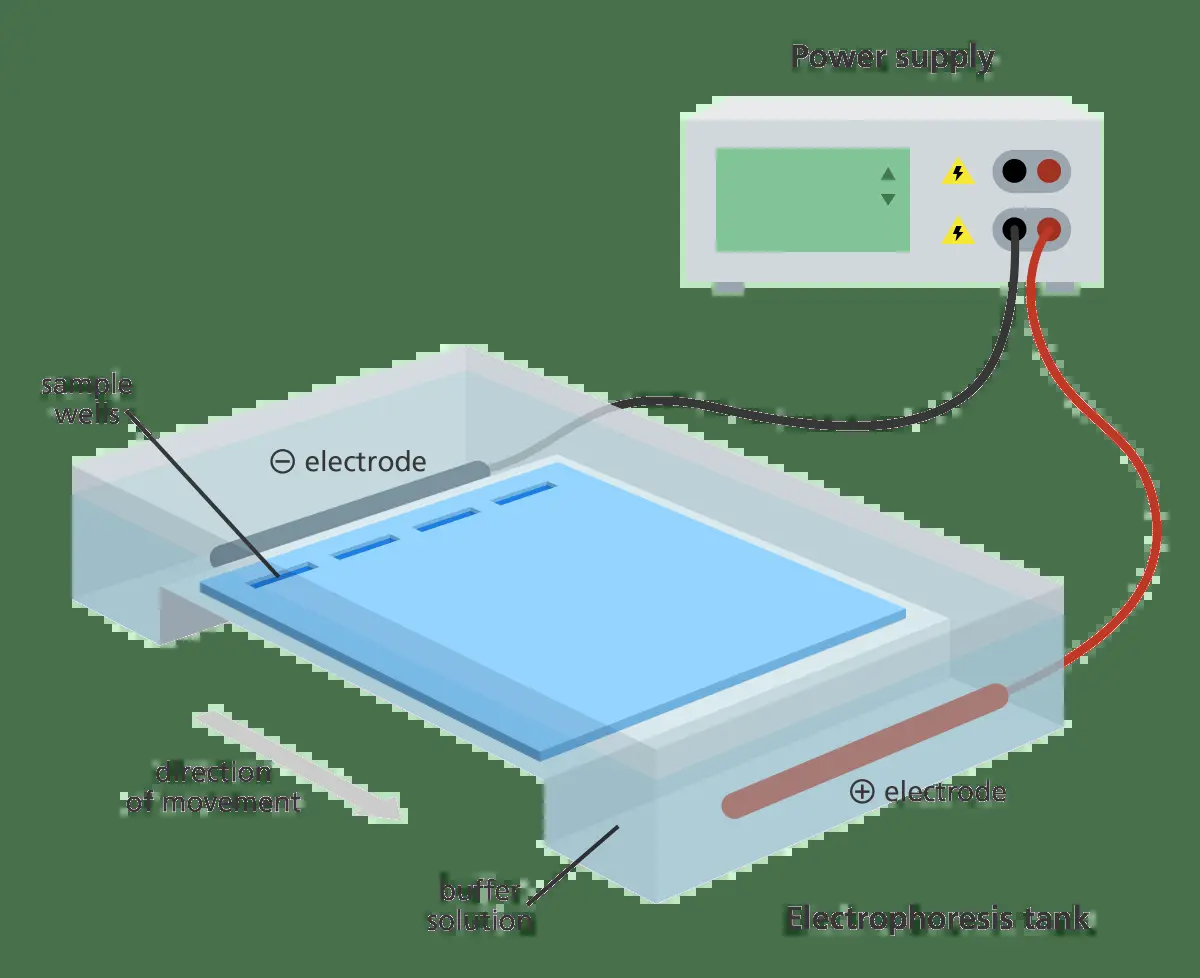 Power supply
sample
wells
⊖ electrode
direction
of movement
⊕ electrode
buffer
solution
Electrophoresis tank